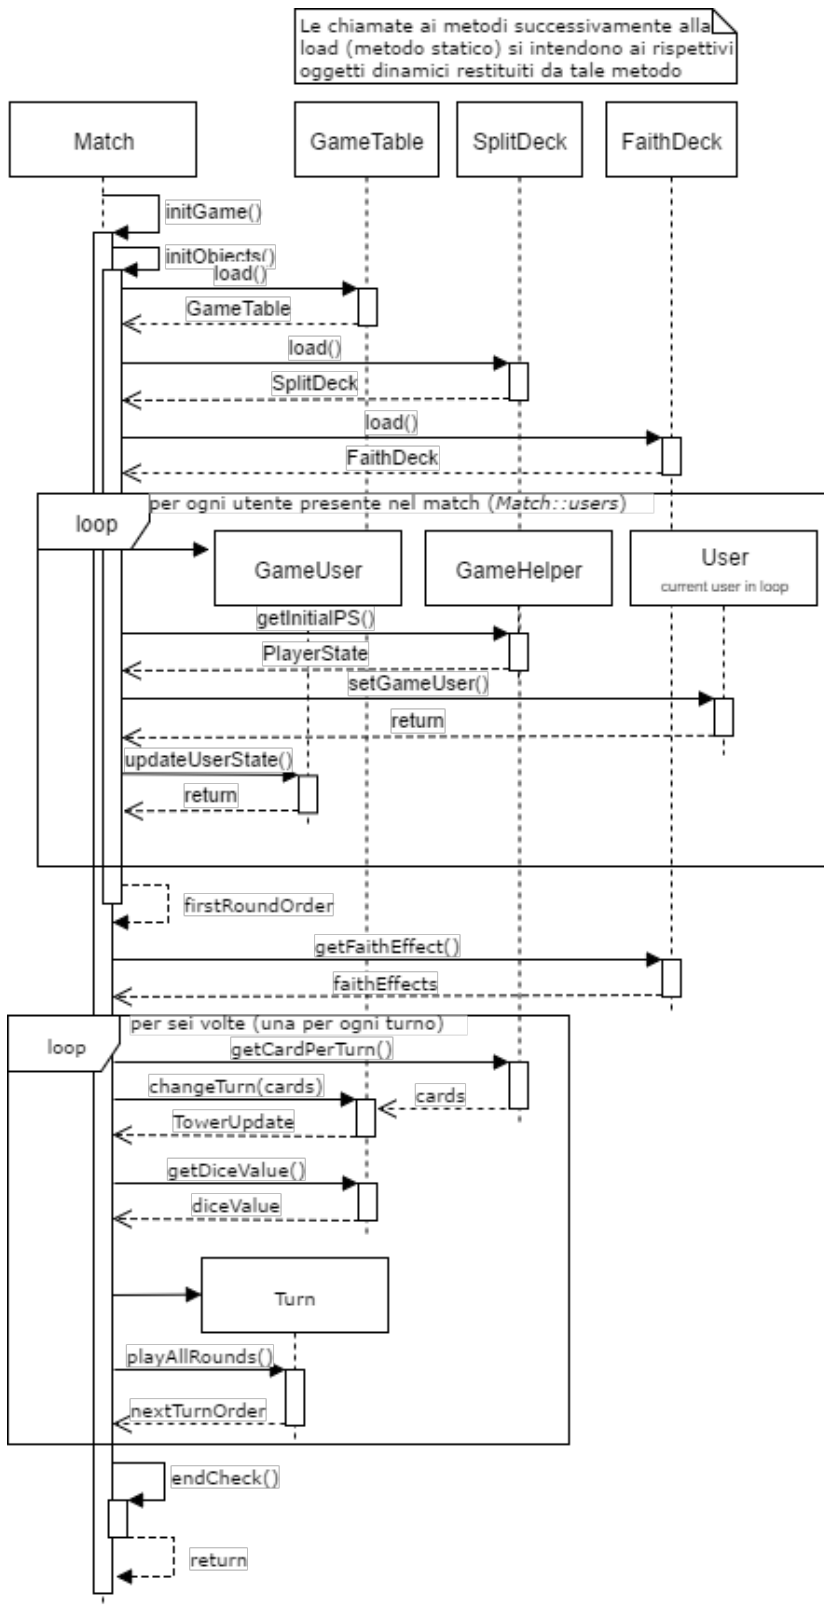 Le chiamate ai metodi successivamente alla
load (metodo statico) si intendono ai rispettivi
oggetti dinamici restituiti da tale metodo
Match
GameTable
SplitDeck
FaithDeck
initGame()
initObjects()
load()
GameTable
load()
SplitDeck
load()
FaithDeck
loop
per ogni utente presente nel match (Match::users)
GameUser
GameHelper
User
current user in loop
getInitialPS()
PlayerState
setGameUser()
return
updateUserState()
return
firstRoundOrder
getFaithEffect()
faithEffects
loop
per sei volte (una per ogni turno)
getCardPerTurn()
changeTurn(cards)
cards
TowerUpdate
getDiceValue()
diceValue
Turn
playAllRounds()
nextTurnOrder
endCheck()
return